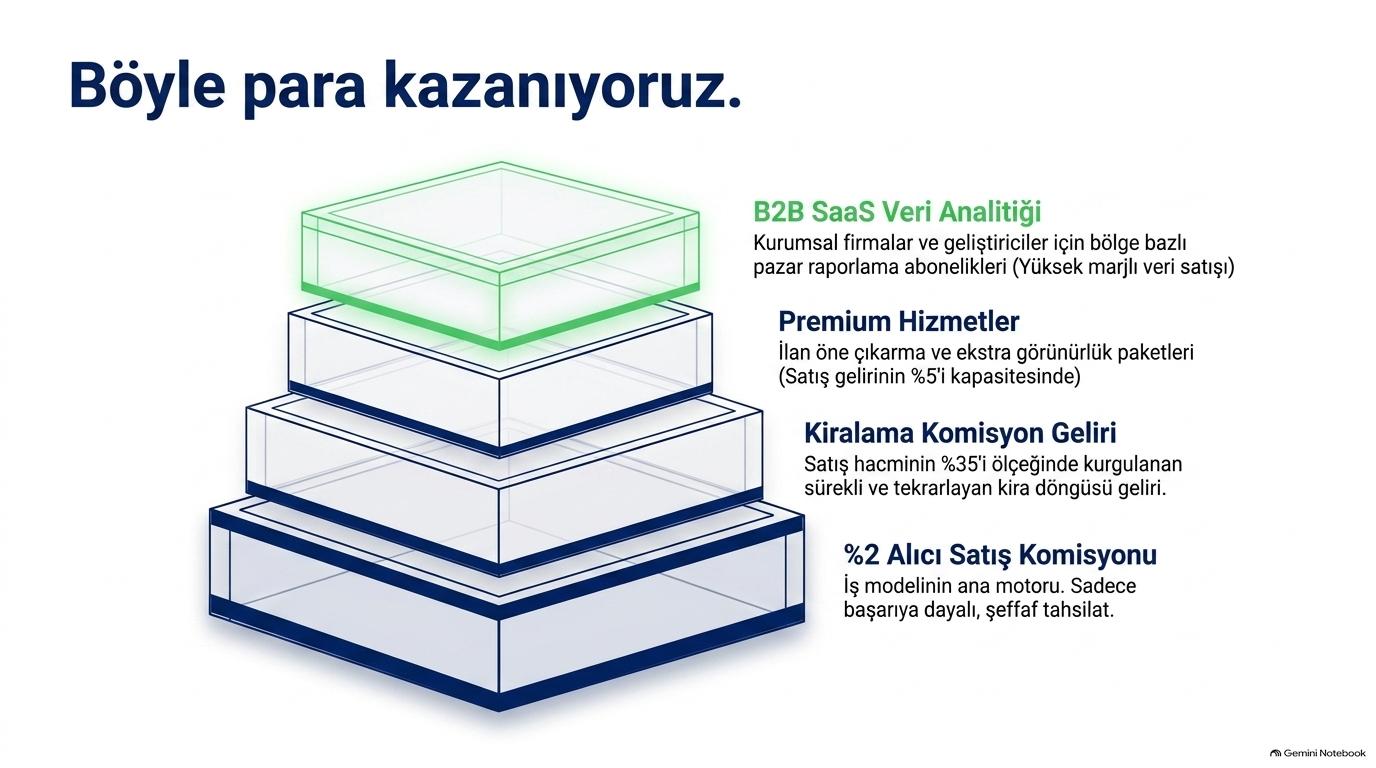 Böyle para kazanıyoruz.
B2B SaaS Veri Analitiği
Kurumsal firmalar ve geliştiriciler için bölge bazlı
pazar raporlama abonelikleri (Yüksek marjlı veri satışı)
Premium Hizmetler
İlan öne çıkarma ve ekstra görünürlük paketleri
(Satış gelirinin %5'i kapasitesinde)
Kiralama Komisyon Geliri
Satış hacminin %35'i ölçeğinde kurgulanan
sürekli ve tekrarlayan kira döngüsü geliri.
%2 Alıcı Satış Komisyonu
İş modelinin ana motoru. Sadece
başarıya dayalı, şeffaf tahsilat.
Gemini Notebook